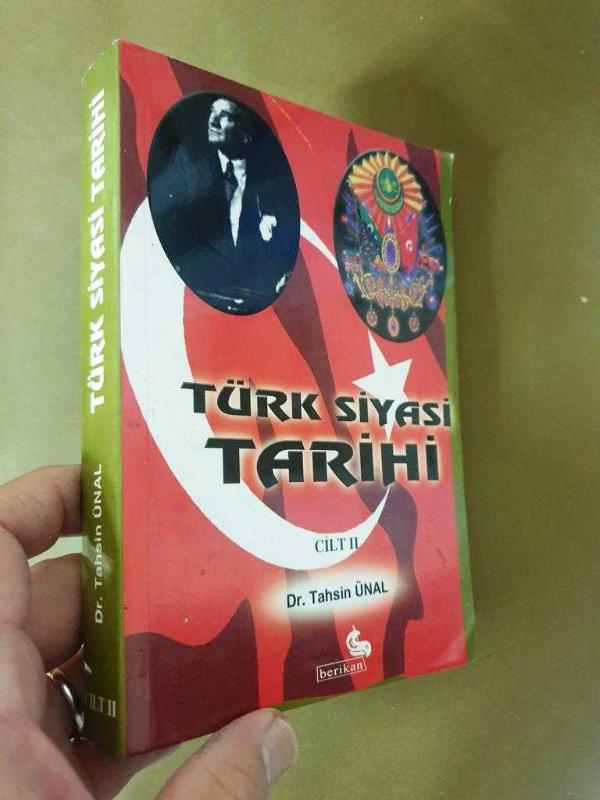 TÜRK SİYASİ TARİHİ
Dr. Tahsin ÜNAL
CİLT II
TÜRK SİYASİ
TARİHİ
CİLT II
Dr. Tahsin ÜNAL
berikan